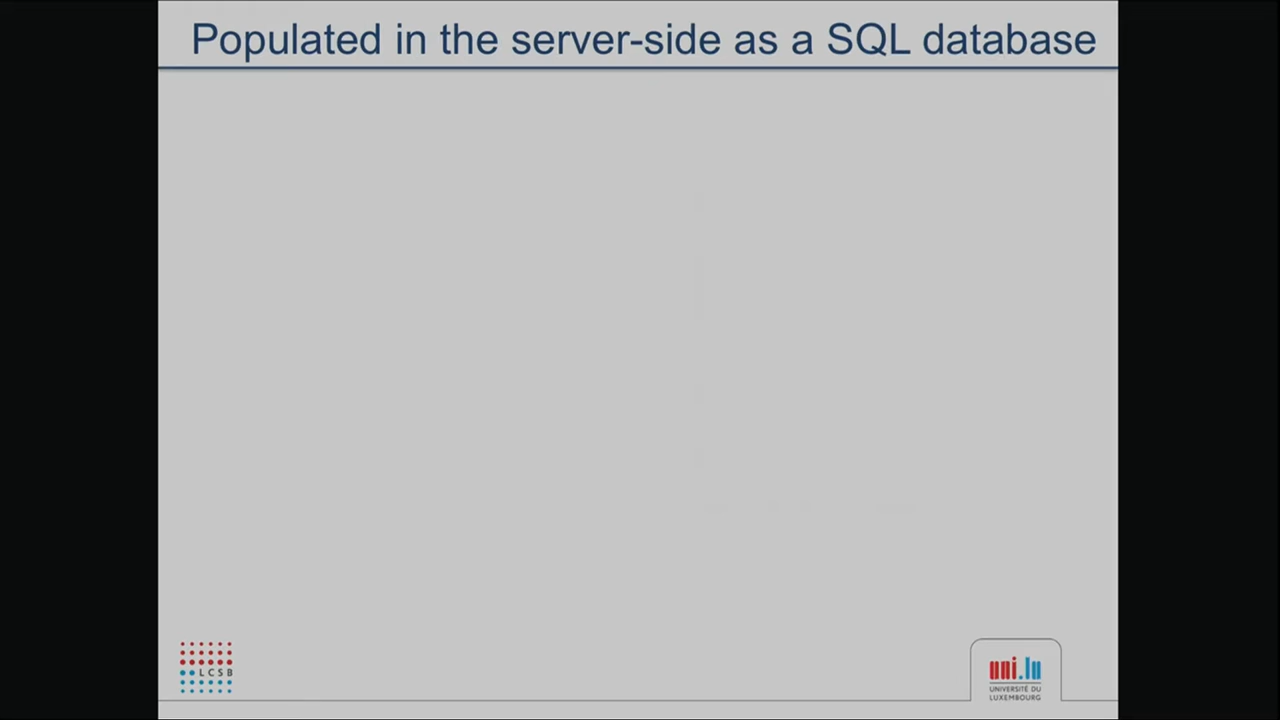 Populated in the server-side as a SQL database
LCSB
uni.lu
UNIVERSITÉ DU
LUXEMBOURG